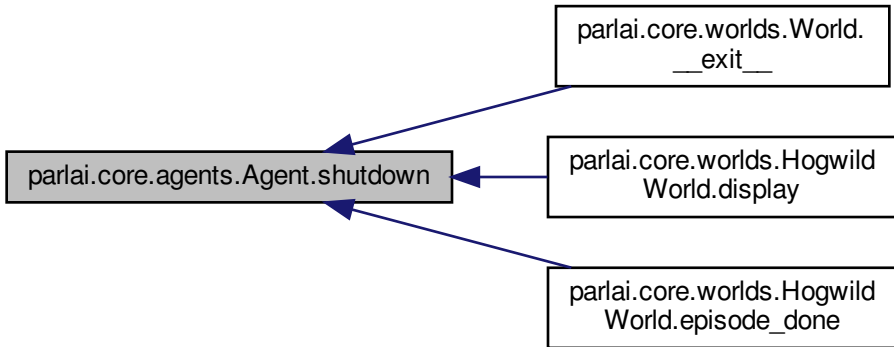 parlai.core.agents.Agent.shutdown
parlai.core.worlds.World.
__exit__
parlai.core.worlds.Hogwild
World.display
parlai.core.worlds.Hogwild
World.episode_done